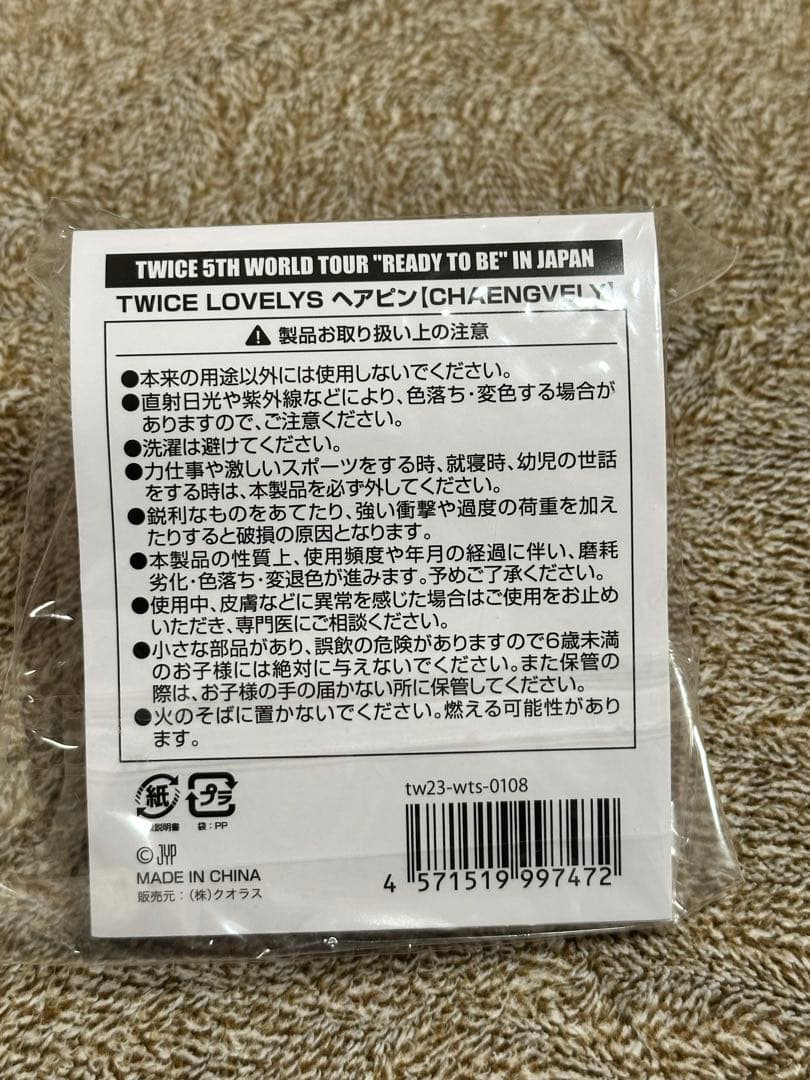 TWICE 5TH WORLD TOUR "READY TO BE" IN JAPAN
TWICE LOVELYS ヘアピン【CHAENGVELY】
製品お取り扱い上の注意
●本来の用途以外には使用しないでください。
●直射日光や紫外線などにより、色落ち・変色する場合が
ありますので、ご注意ください。
●洗濯は避けてください。
●力仕事や激しいスポーツをする時、就寝時、幼児の世話
をする時は、本製品を必ず外してください。
●鋭利なものをあてたり、強い衝撃や過度の荷重を加え
たりすると破損の原因となります。
●本製品の性質上、使用頻度や年月の経過に伴い、磨耗
劣化・色落ち・変退色が進みます。予めご了承ください。
●使用中、皮膚などに異常を感じた場合はご使用をお止め
いただき、専門医にご相談ください。
●小さな部品があり、誤飲の危険がありますので6歳未満
のお子様には絶対に与えないでください。また保管の
際は、お子様の手の届かない所に保管してください。
●火のそばに置かないでください。燃える可能性があり
ます。
紙 プラ
説明書 袋：PP
© JYP
MADE IN CHINA
販売元：(株)クオラス
tw23-wts-0108
4 571519 997472